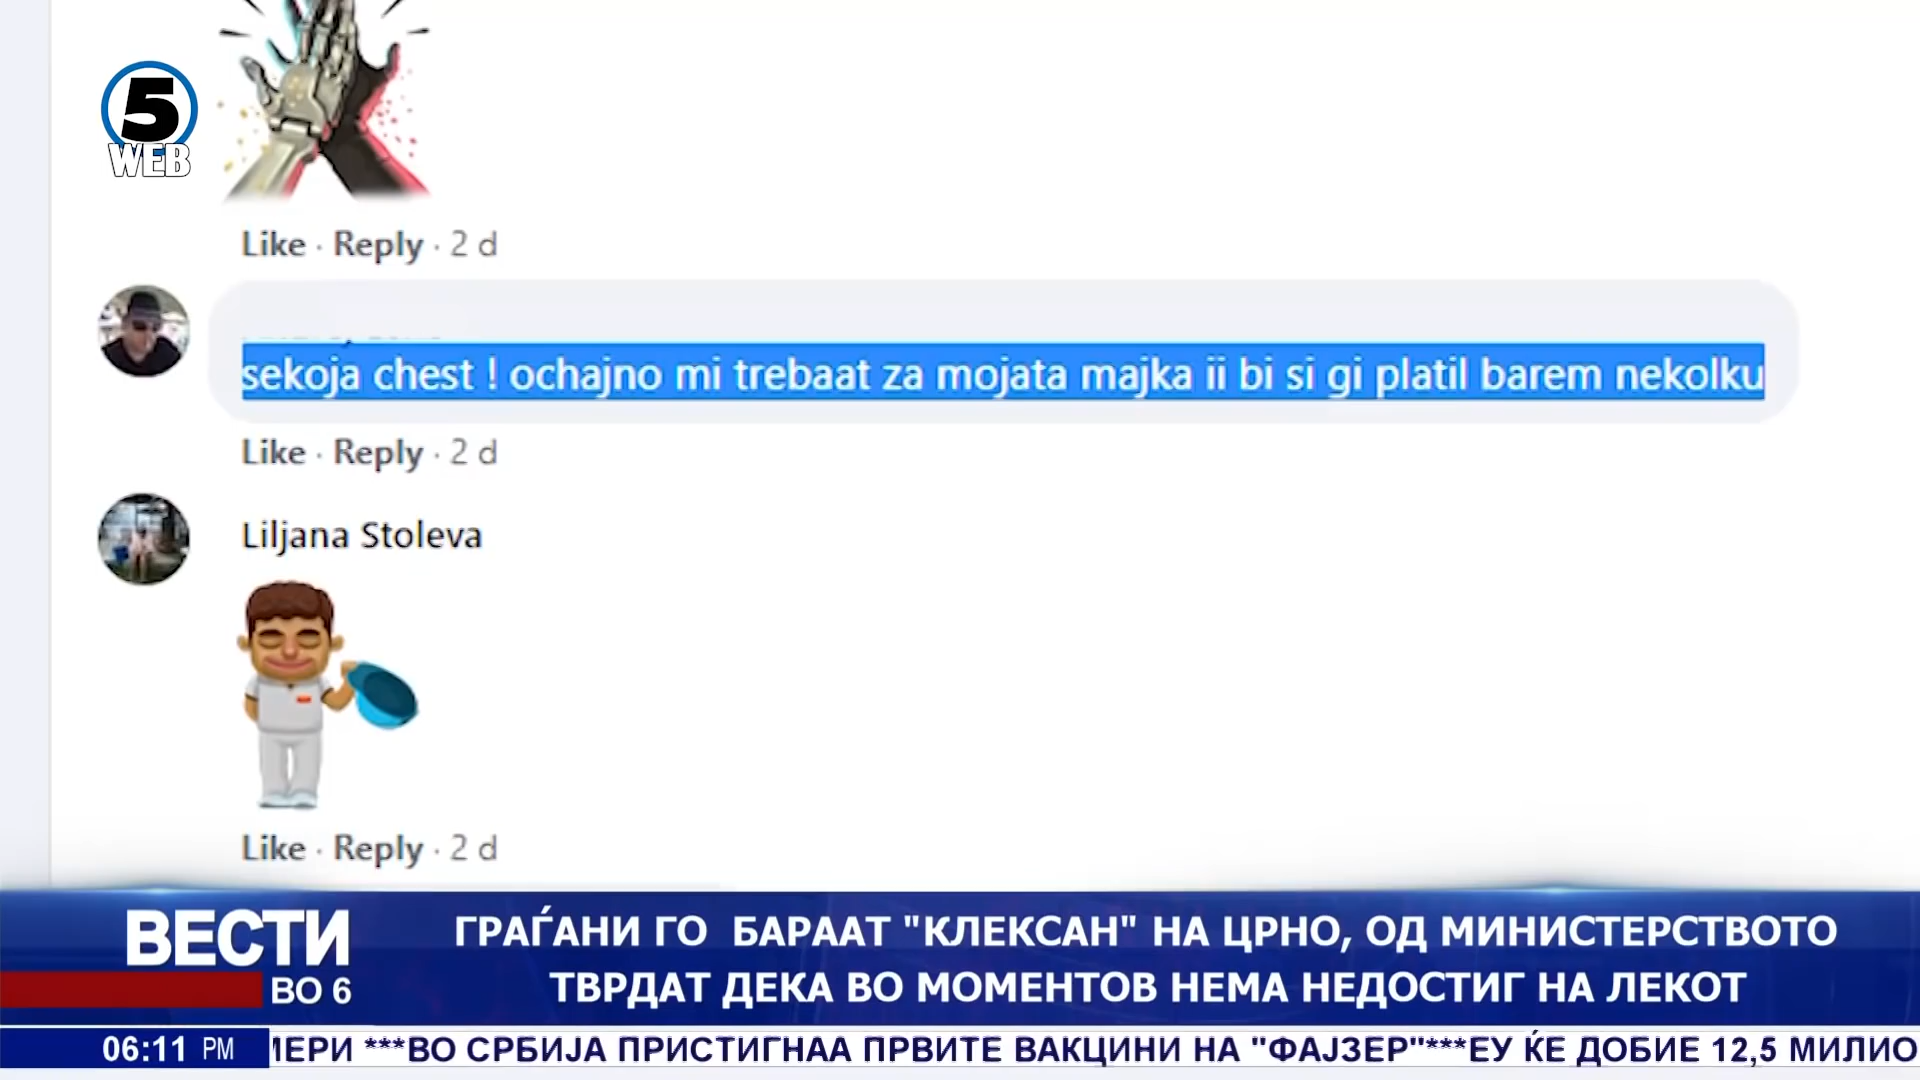 5
WEB
Like · Reply · 2 d
sekoja chest ! ochajno mi trebaat za mojata majka ii bi si gi platil barem nekolku
Like · Reply · 2 d
Liljana Stoleva
Like · Reply · 2 d
ВЕСТИ
ВО 6
ГРАЃАНИ ГО БАРААТ "КЛЕКСАН" НА ЦРНО, ОД МИНИСТЕРСТВОТО
ТВРДАТ ДЕКА ВО МОМЕНТОВ НЕМА НЕДОСТИГ НА ЛЕКОТ
06:11 PM
***ВО СРБИЈА ПРИСТИГНАА ПРВИТЕ ВАКЦИНИ НА "ФАЈЗЕР"***ЕУ ЌЕ ДОБИЕ 12,5